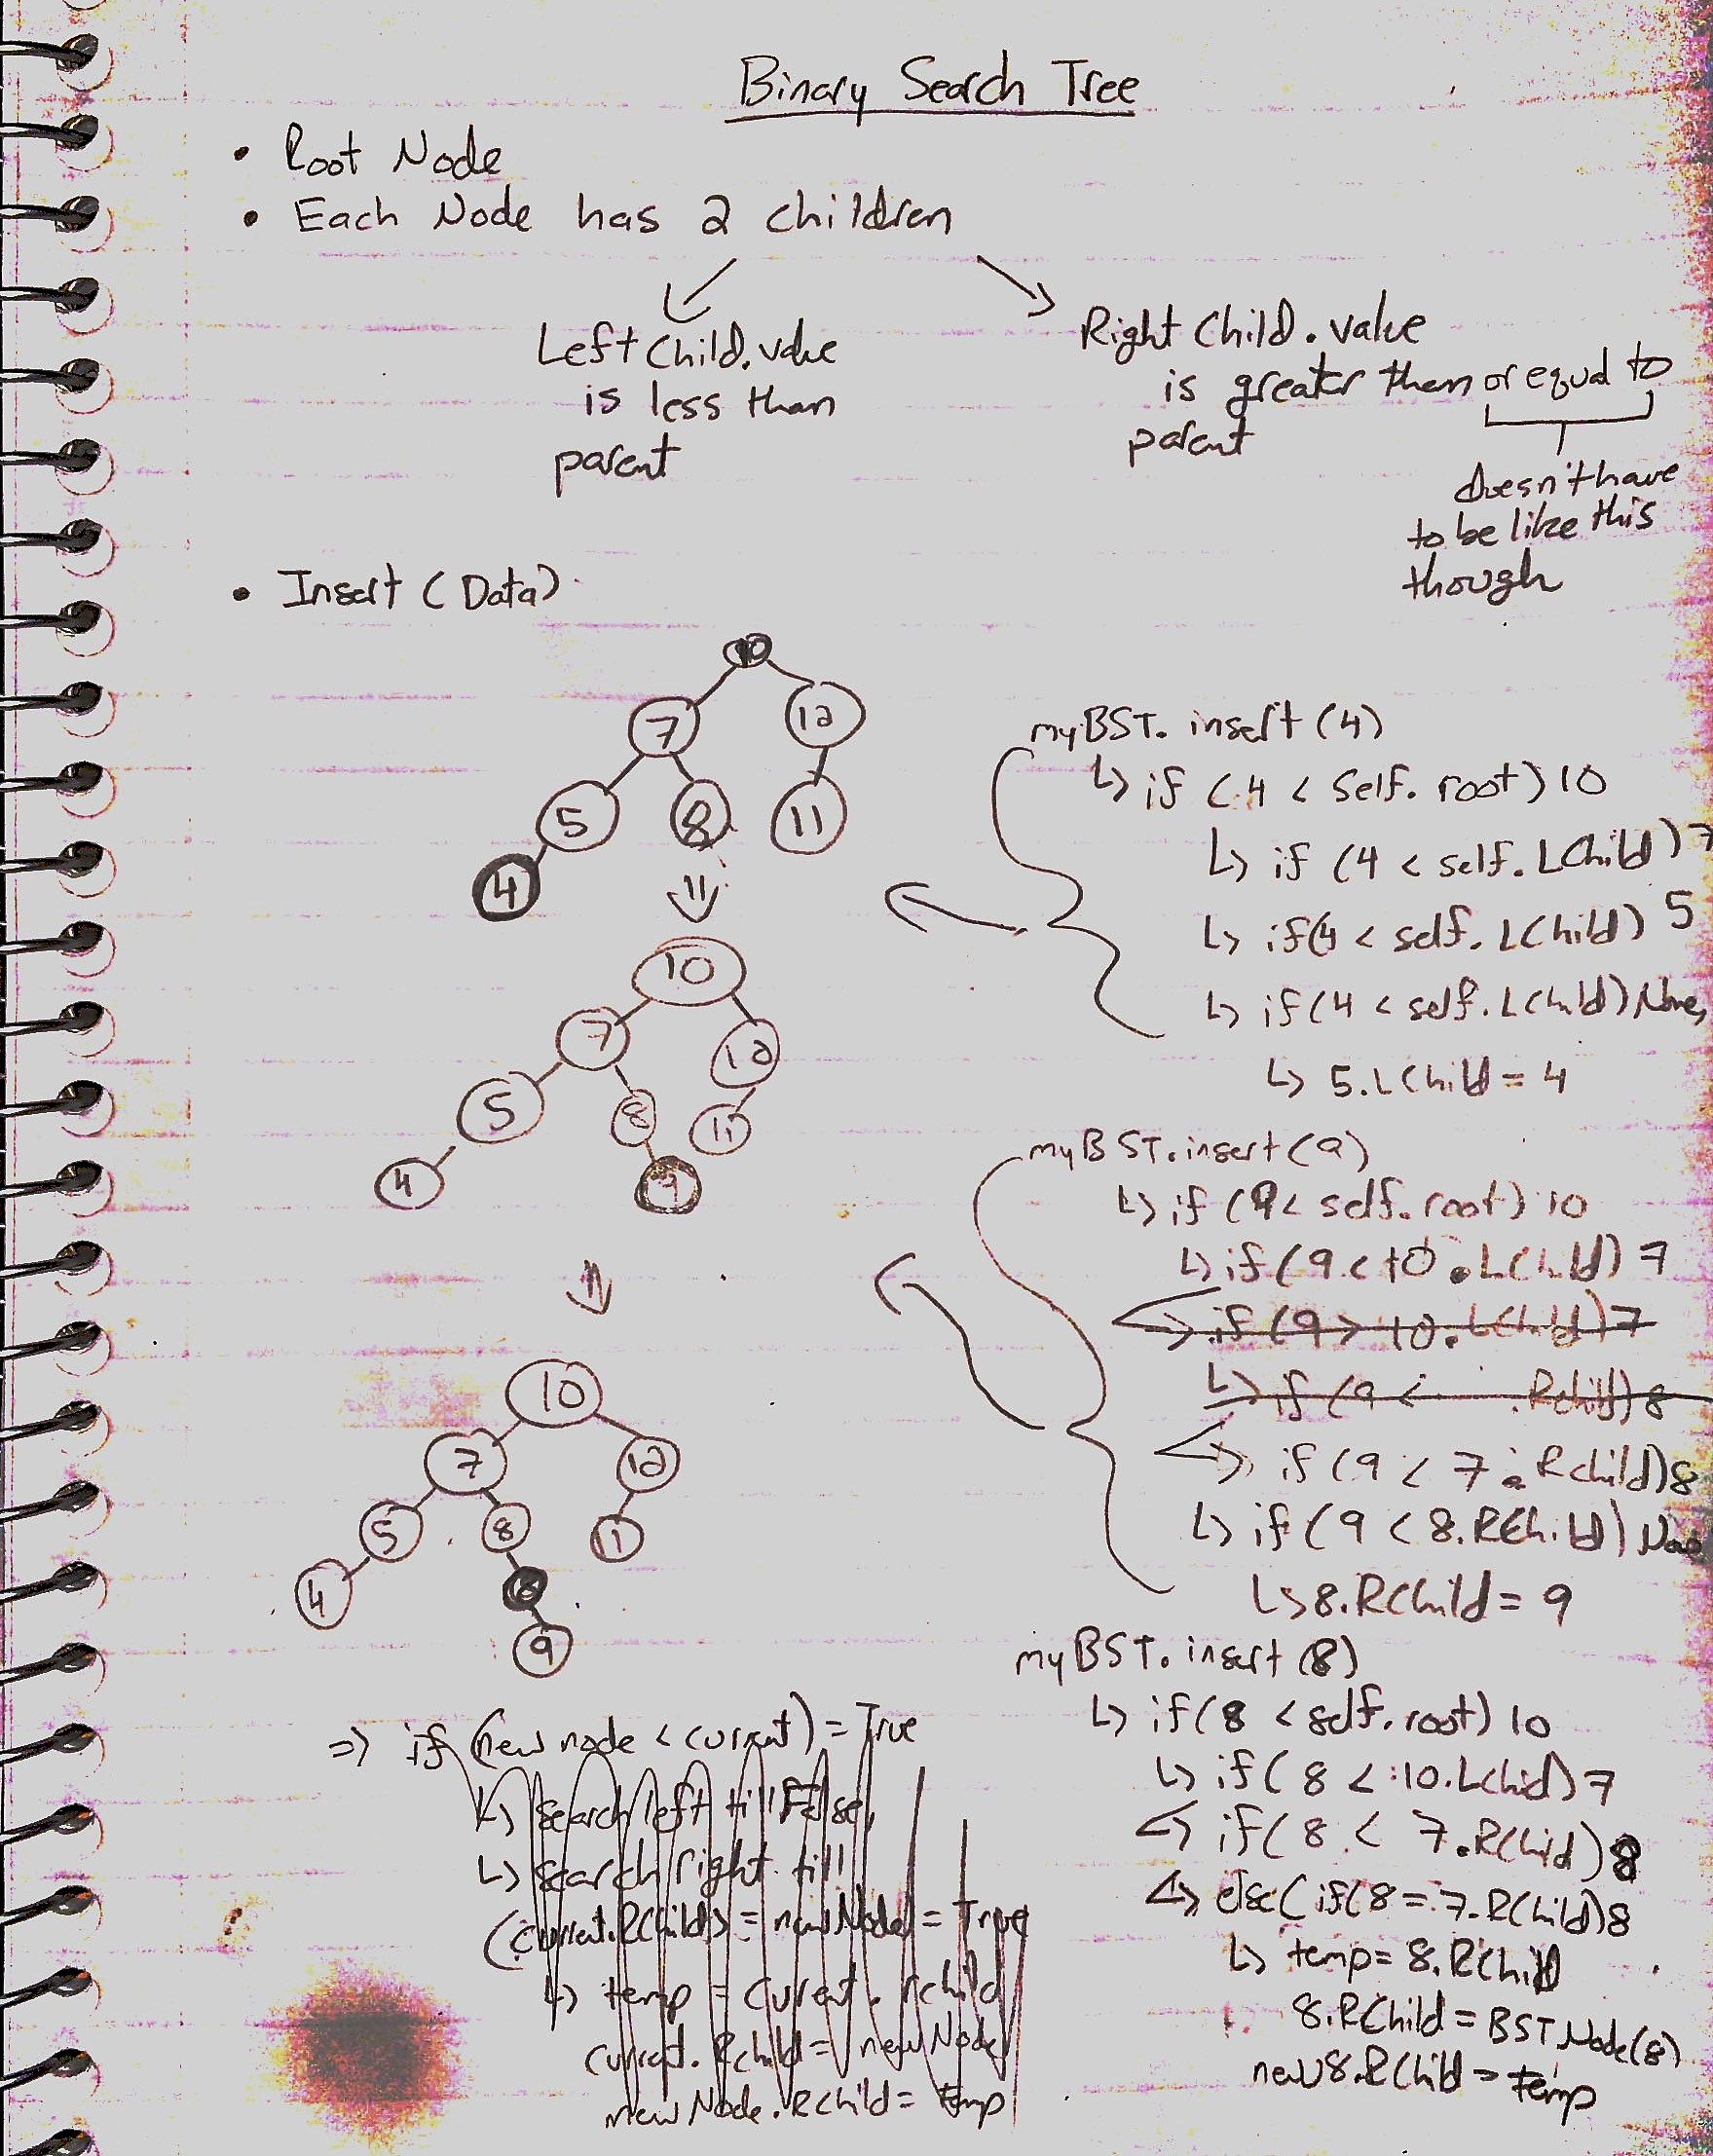 Binary Search Tree
• Root Node
• Each Node has 2 children
Left Child.value
is less than
parent
Right Child.value
is greater then or equal to
parent
doesn't have
to be like this
though
• Insert (Data)
10
7 12
5 8 11
4
myBST.insert(4)
↳ if (4 < self.root) 10
↳ if (4 < self.LChild) 7
↳ if(4 < self.LChild) 5
↳ if(4 < self.LChild) None,
↳ 5.LChild = 4
10
7 12
5 8 11
4 9
myBST.insert(9)
↳ if (9 < self.root) 10
↳ if (9 < 10.LChild) 7
↳ if (9 > 10.LChild) 7
↳ if (9 < .RChild) 8
↳ if (9 < 7.RChild) 8
↳ if (9 < 8.RChild)
↳ 8.RChild = 9
10
7 12
5 8 11
4 8
9
myBST.insert(8)
↳ if(8 < self.root) 10
↳ if(8 < 10.LChild) 7
↳ if(8 < 7.RChild) 8
↳ else(if(8 = 7.RChild) 8
↳ temp = 8.RChild
8.RChild = BSTNode(8)
new8.RChild = temp
=> if (new node < current) = True
↳ search left till False,
↳ search right till
(current.RChild > = newNode) = True
↳ temp = current.rchild
current.Rchild = newNode
newNode.RChild = temp